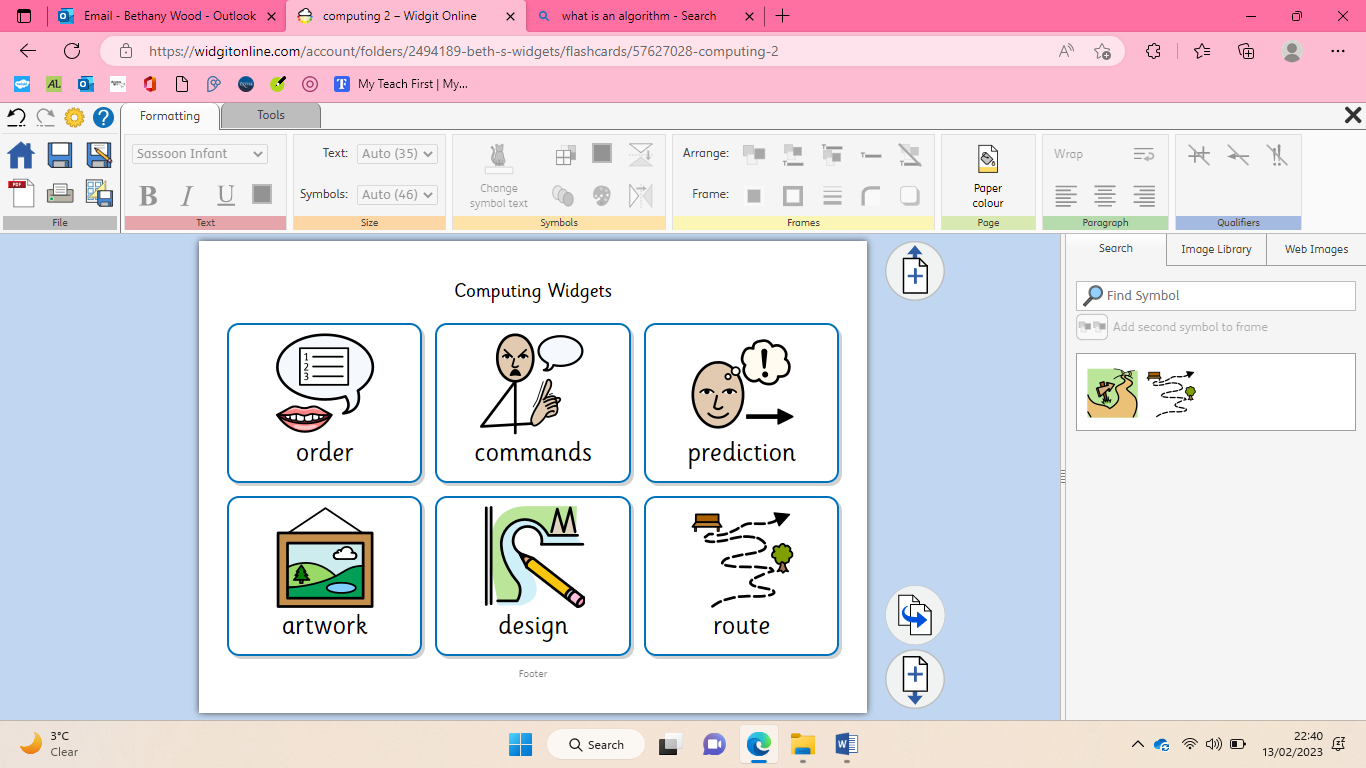 Email - Bethany Wood - Outlook
computing 2 – Widgit Online
what is an algorithm - Search
https://widgitonline.com/account/folders/2494189-beth-s-widgets/flashcards/57627028-computing-2
My Teach First | My...
Formatting
Tools
Sassoon Infant
Text:
Auto (35)
Symbols:
Auto (46)
Change
symbol text
Arrange:
Frame:
Paper
colour
Wrap
B I U
PDF
File
Text
Size
Symbols
Frames
Page
Paragraph
Qualifiers
Search
Image Library
Web Images
Find Symbol
Add second symbol to frame
Computing Widgets
1
2
3
order
commands
!
prediction
artwork
design
route
Footer
3°C
Clear
Search
22:40
13/02/2023